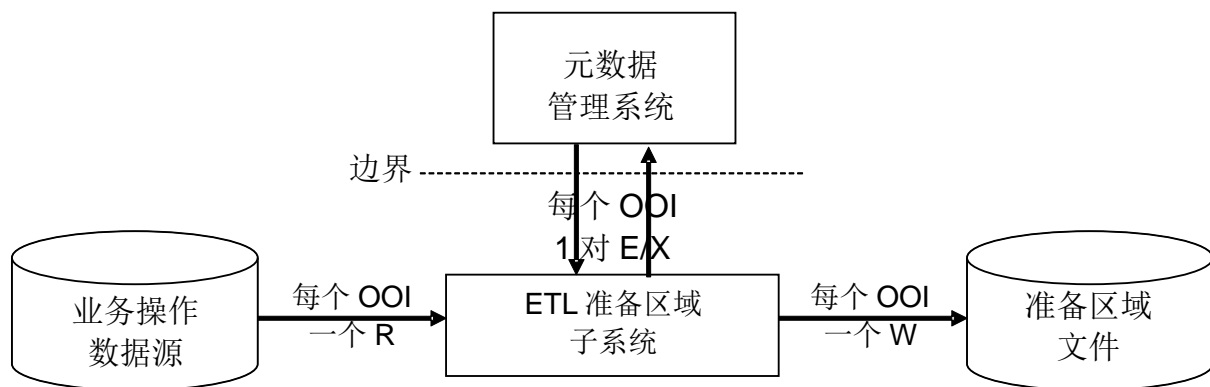 元数据
管理系统
边界
每个 OOI
1 对 E/X
业务操作
数据源
每个 OOI
一个 R
ETL 准备区域
子系统
每个 OOI
一个 W
准备区域
文件